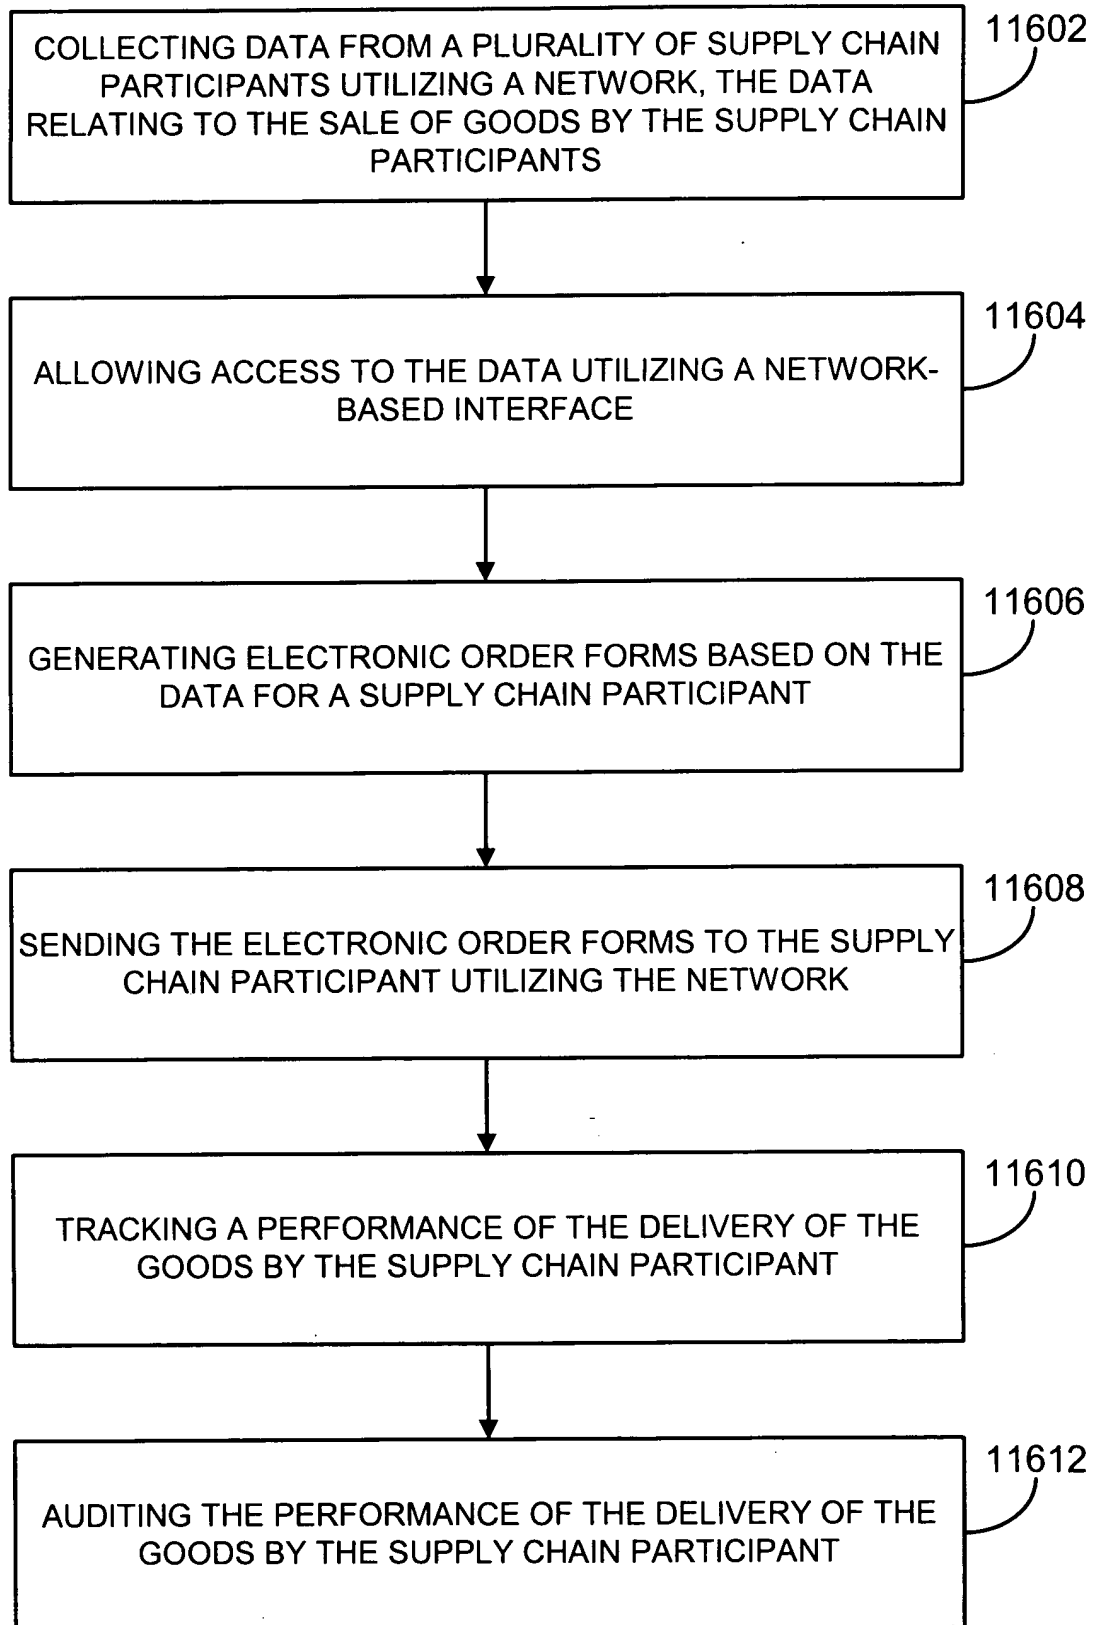 11602
COLLECTING DATA FROM A PLURALITY OF SUPPLY CHAIN
PARTICIPANTS UTILIZING A NETWORK, THE DATA
RELATING TO THE SALE OF GOODS BY THE SUPPLY CHAIN
PARTICIPANTS
11604
ALLOWING ACCESS TO THE DATA UTILIZING A NETWORK-
BASED INTERFACE
11606
GENERATING ELECTRONIC ORDER FORMS BASED ON THE
DATA FOR A SUPPLY CHAIN PARTICIPANT
11608
SENDING THE ELECTRONIC ORDER FORMS TO THE SUPPLY
CHAIN PARTICIPANT UTILIZING THE NETWORK
11610
TRACKING A PERFORMANCE OF THE DELIVERY OF THE
GOODS BY THE SUPPLY CHAIN PARTICIPANT
11612
AUDITING THE PERFORMANCE OF THE DELIVERY OF THE
GOODS BY THE SUPPLY CHAIN PARTICIPANT